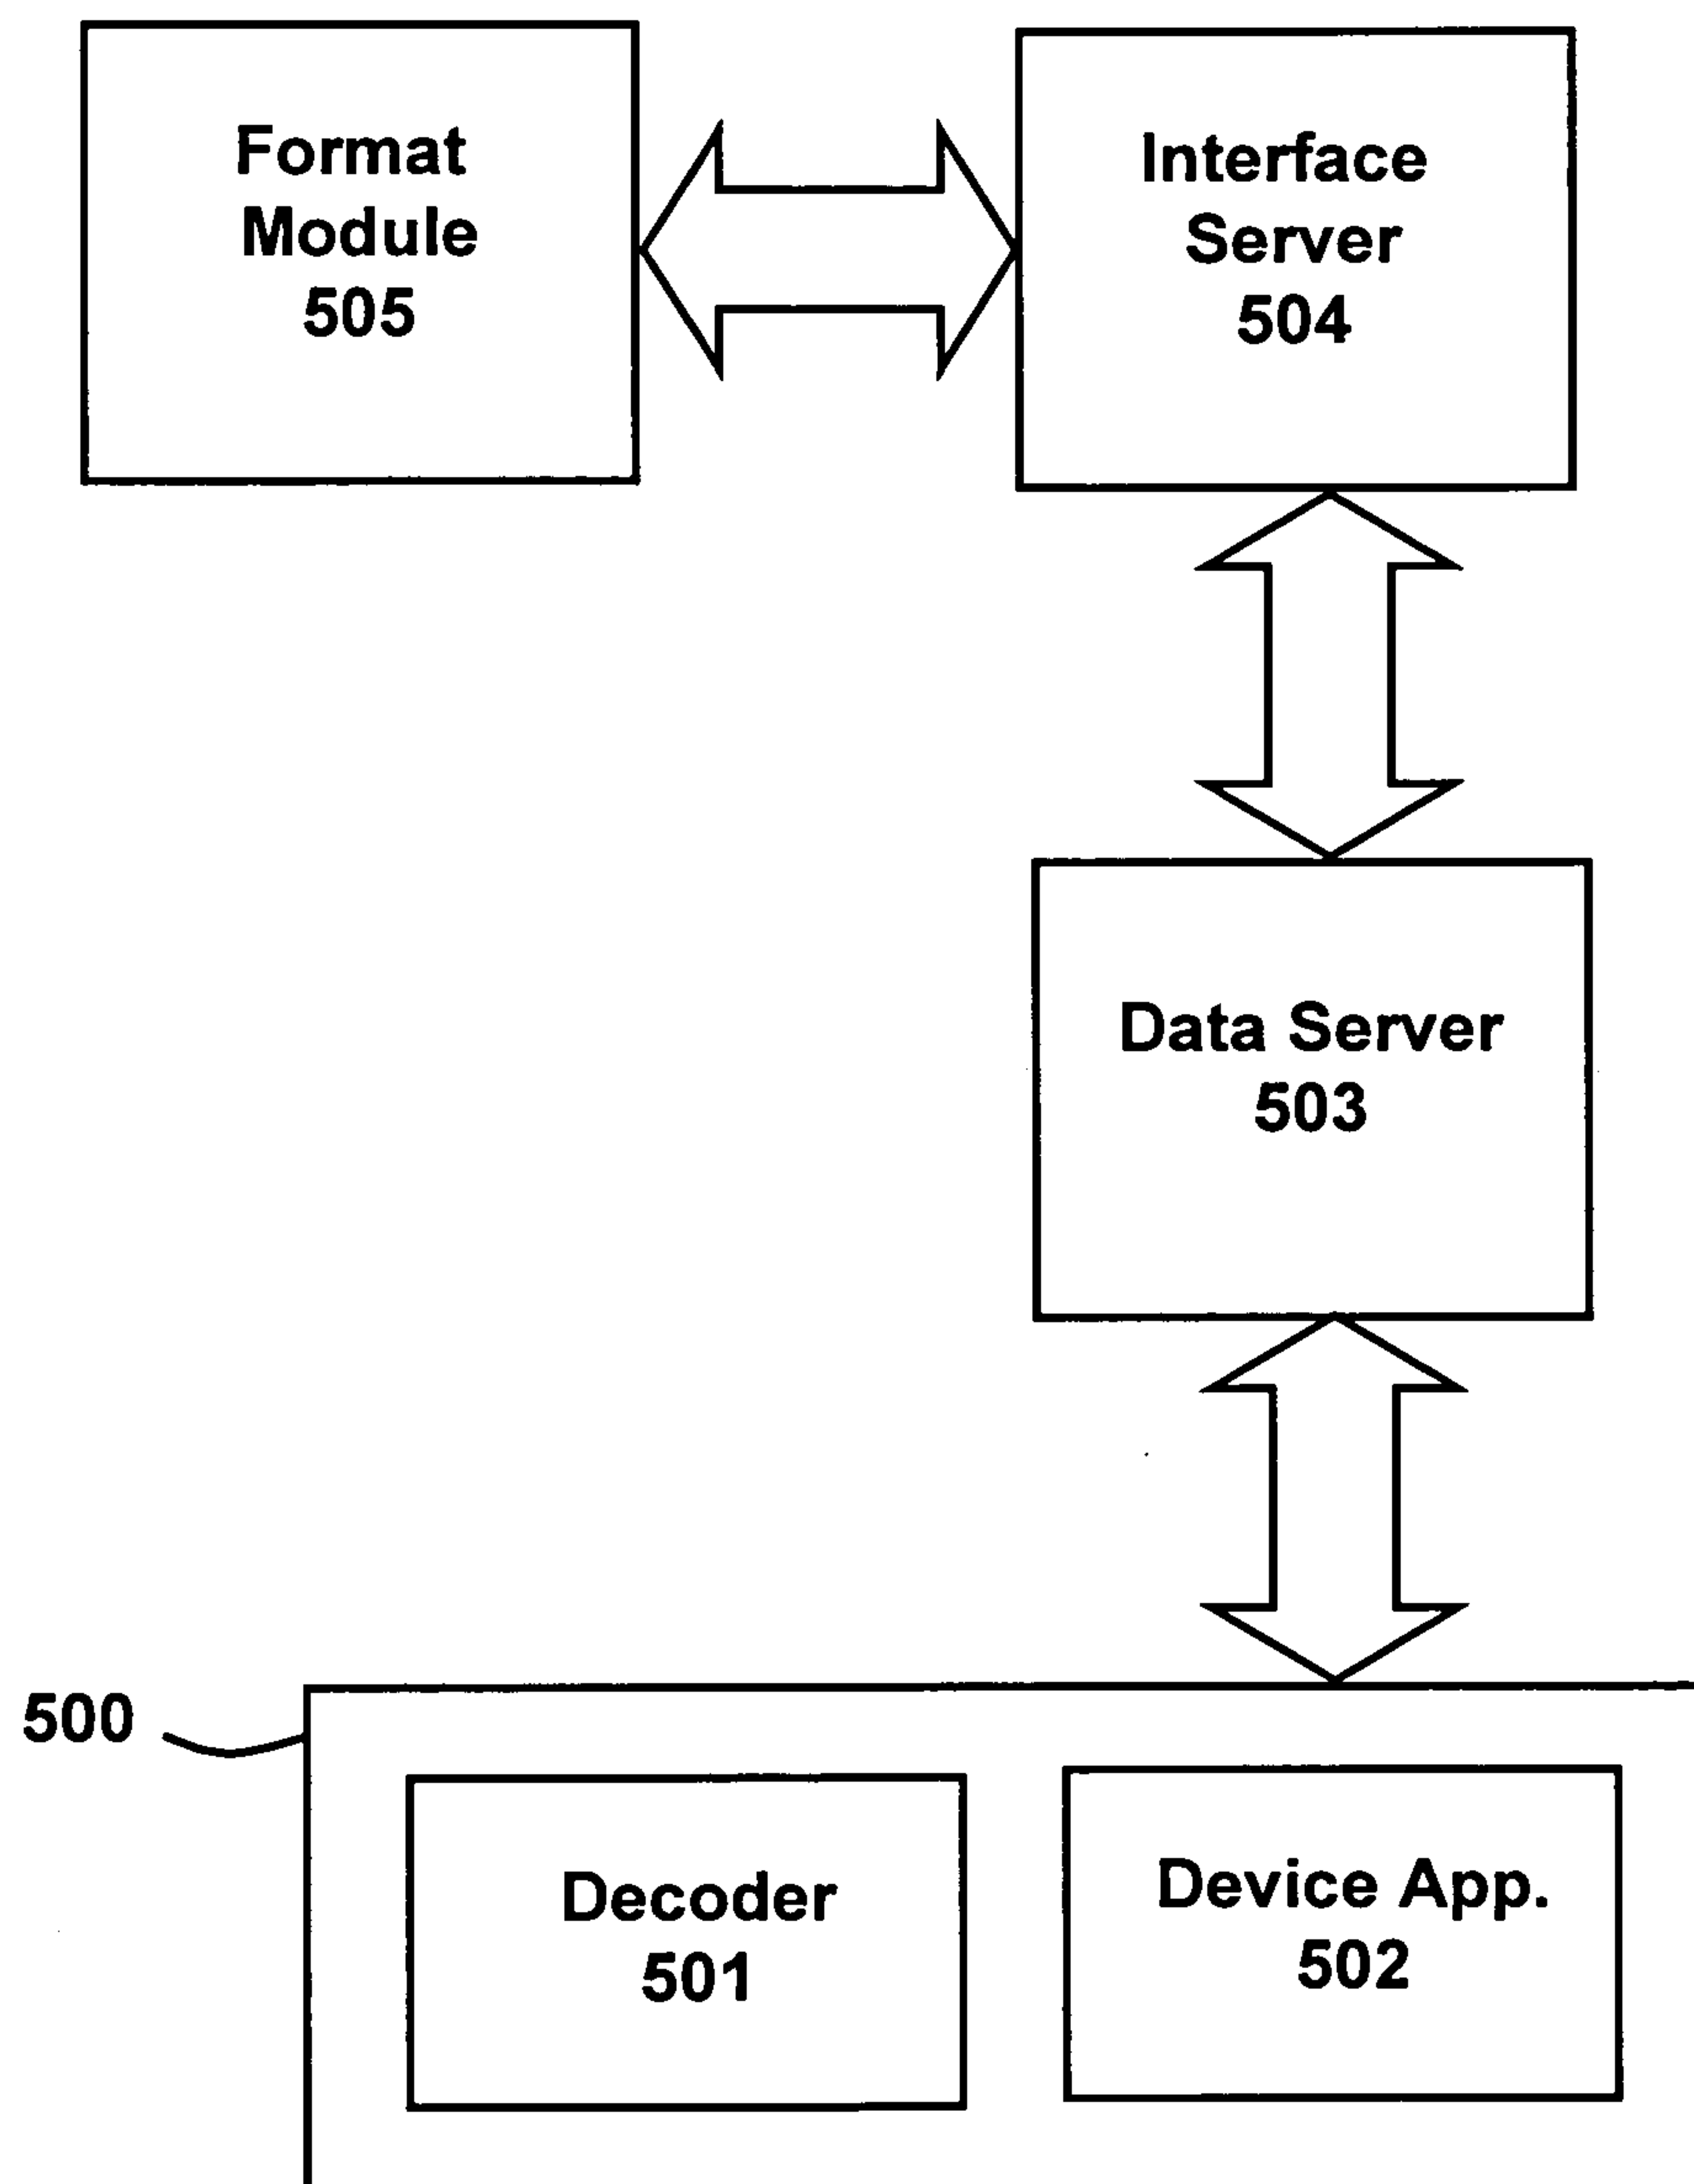 Format
Module
505
Interface
Server
504
Data Server
503
500
Decoder
501
Device App.
502